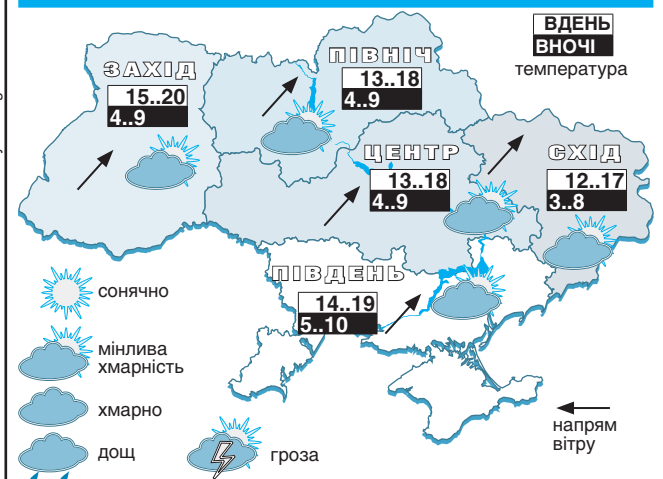 ВДЕНЬ
ВНОЧІ
температура
ПІВНІЧ
13..18
4..9
ЗАХІД
15..20
4..9
ЦЕНТР
13..18
4..9
СХІД
12..17
3..8
ПІВДЕНЬ
14..19
5..10
сонячно
мінлива
хмарність
хмарно
дощ
гроза
напрям
вітру